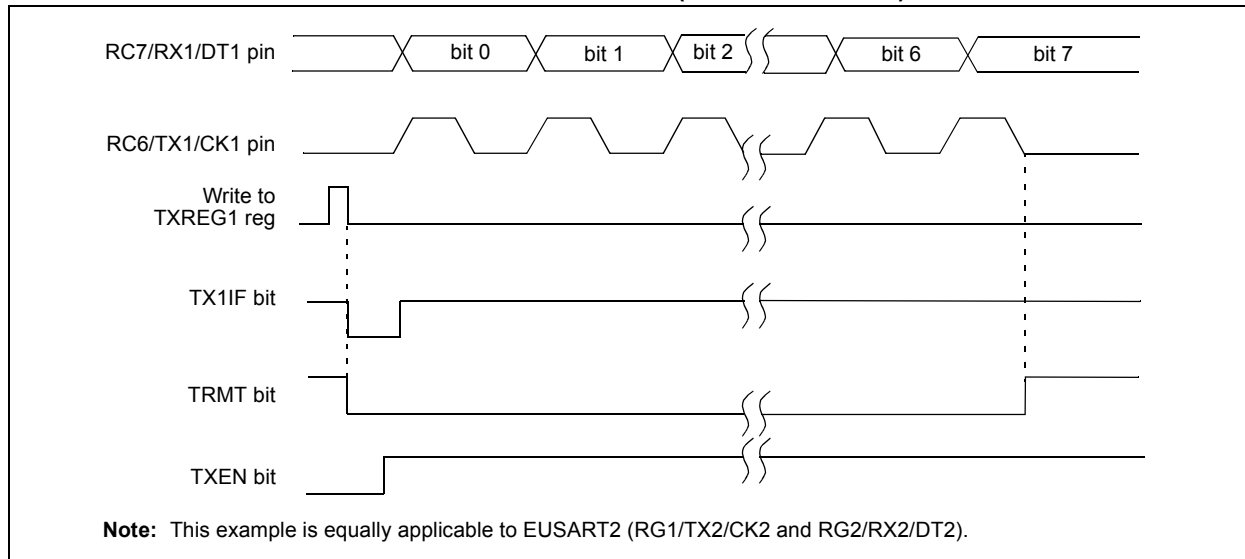 RC7/RX1/DT1 pin
bit 0
bit 1
bit 2
bit 6
bit 7
RC6/TX1/CK1 pin
Write to
TXREG1 reg
TX1IF bit
TRMT bit
TXEN bit
Note: This example is equally applicable to EUSART2 (RG1/TX2/CK2 and RG2/RX2/DT2).